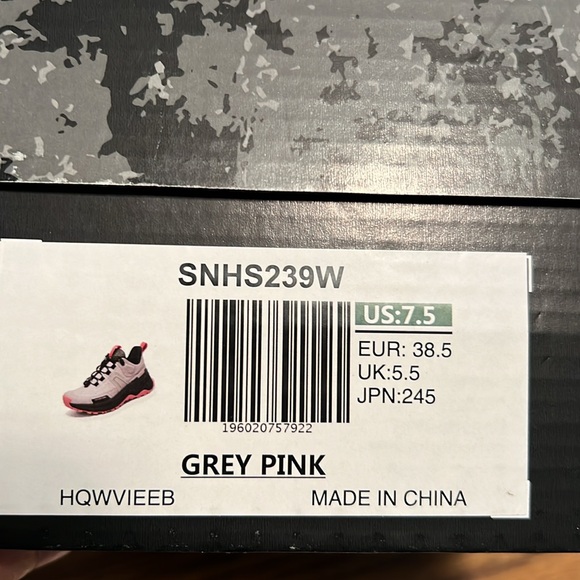 SNHS239W
US:7.5
EUR: 38.5
UK:5.5
JPN:245
196020757922
GREY PINK
HQWVIEEB
MADE IN CHINA